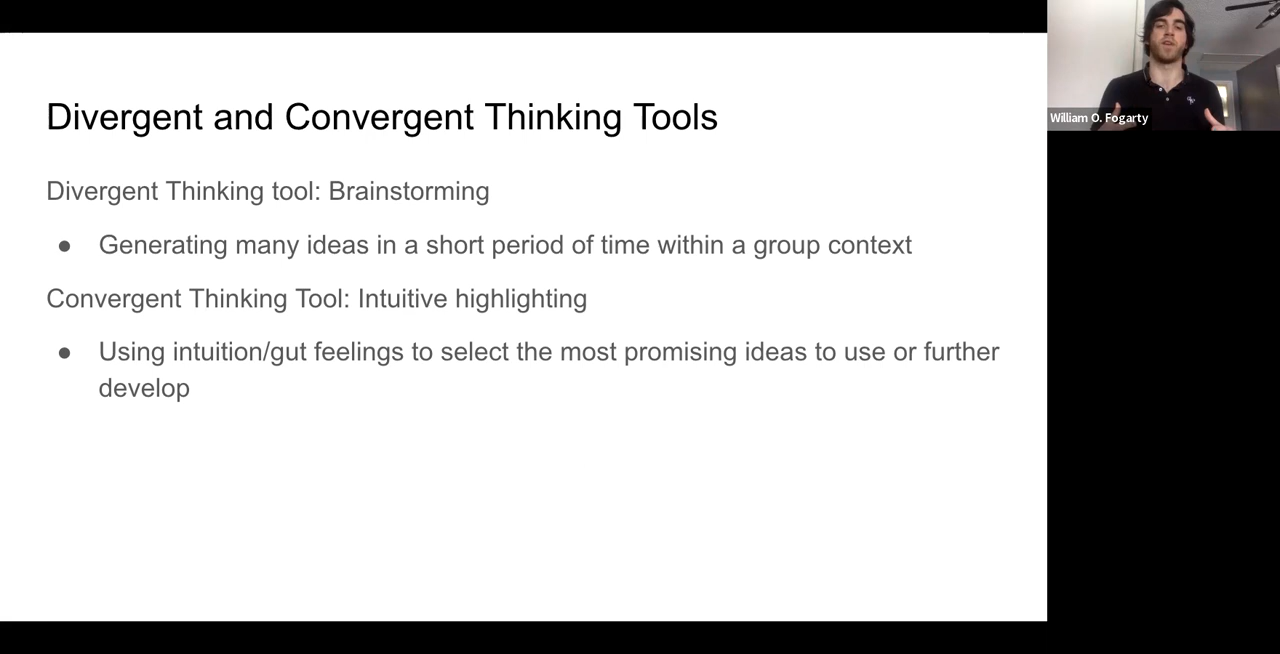 Divergent and Convergent Thinking Tools
Divergent Thinking tool: Brainstorming
● Generating many ideas in a short period of time within a group context
Convergent Thinking Tool: Intuitive highlighting
● Using intuition/gut feelings to select the most promising ideas to use or further
develop
William O. Fogarty